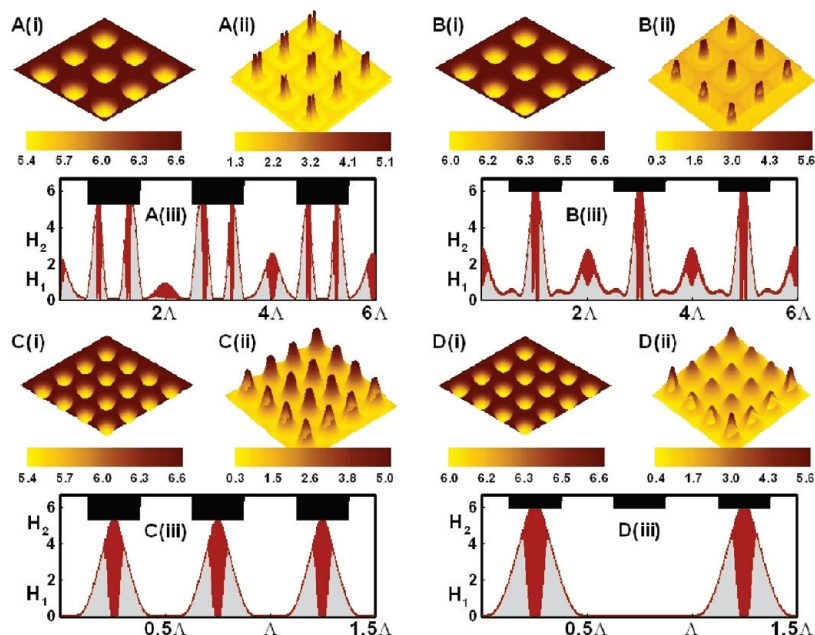 A(i) A(ii) B(i) B(ii)
5.4 5.7 6.0 6.3 6.6 1.3 2.2 3.2 4.1 5.1 6.0 6.2 6.3 6.5 6.6 0.3 1.6 3.0 4.3 5.6
6 A(iii) 6 B(iii)
H2 4 H2 4
H1 2 H1 2
0 0
2Λ 4Λ 6Λ 2Λ 4Λ 6Λ
C(i) C(ii) D(i) D(ii)
5.4 5.7 6.0 6.3 6.6 0.3 1.5 2.6 3.8 5.0 6.0 6.2 6.3 6.4 6.6 0.4 1.7 3.0 4.3 5.6
6 C(iii) 6 D(iii)
H2 4 H2 4
H1 2 H1 2
0 0
0.5Λ Λ 1.5Λ 0.5Λ Λ 1.5Λ